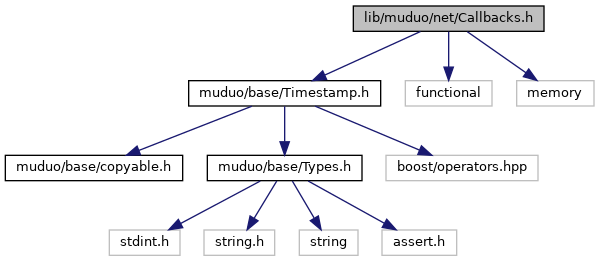 lib/muduo/net/Callbacks.h
muduo/base/Timestamp.h
functional
memory
muduo/base/copyable.h
muduo/base/Types.h
boost/operators.hpp
stdint.h
string.h
string
assert.h